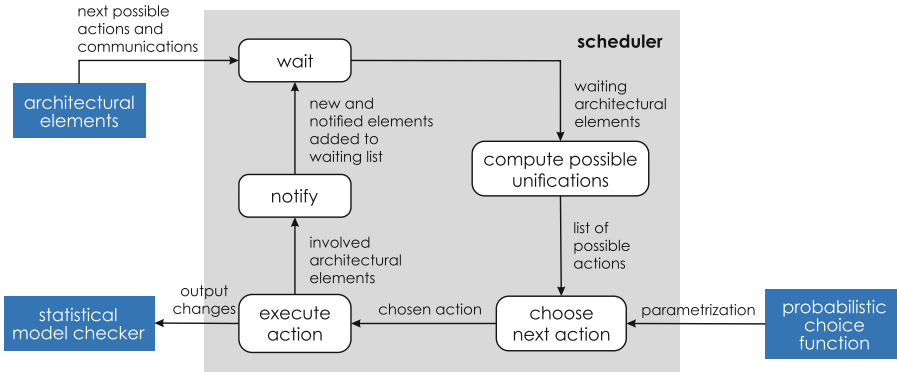 next possible
actions and
communications
scheduler
wait
architectural
elements
new and
notified elements
added to
waiting list
waiting
architectural
elements
compute possible
unifications
notify
involved
architectural
elements
list of
possible
actions
output
changes
statistical
model checker
execute
action
chosen action
choose
next action
parametrization
probabilistic
choice
function